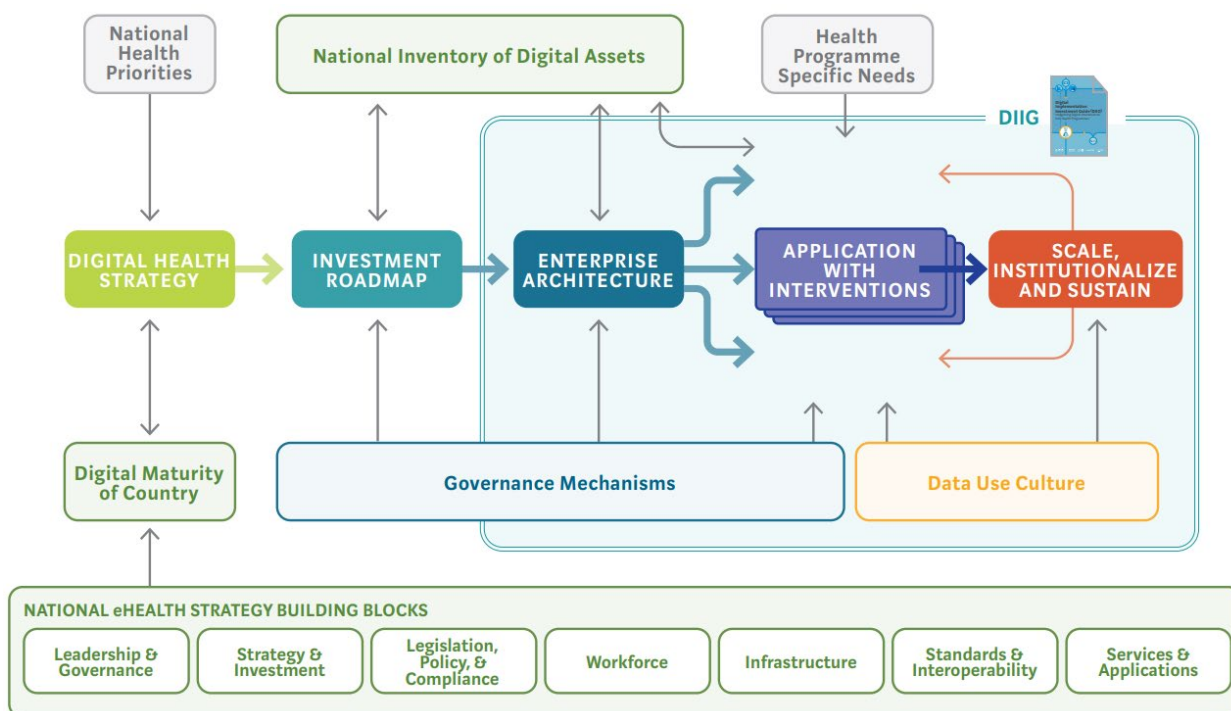 National
Health
Priorities
National Inventory of Digital Assets
Health
Programme
Specific Needs
DIIG
DIGITAL HEALTH
STRATEGY
INVESTMENT
ROADMAP
ENTERPRISE
ARCHITECTURE
APPLICATION
WITH
INTERVENTIONS
SCALE,
INSTITUTIONALIZE
AND SUSTAIN
Digital Maturity
of Country
Governance Mechanisms
Data Use Culture
NATIONAL eHEALTH STRATEGY BUILDING BLOCKS
Leadership &
Governance
Strategy &
Investment
Legislation,
Policy, &
Compliance
Workforce
Infrastructure
Standards &
Interoperability
Services &
Applications